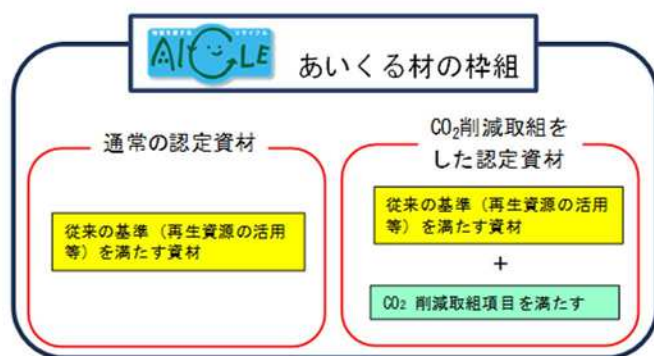 AICLE
あいくる材の枠組
通常の認定資材
従来の基準（再生資源の活用
等）を満たす資材
CO₂削減取組を
した認定資材
従来の基準（再生資源の活用
等）を満たす資材
+
CO₂ 削減取組項目を満たす